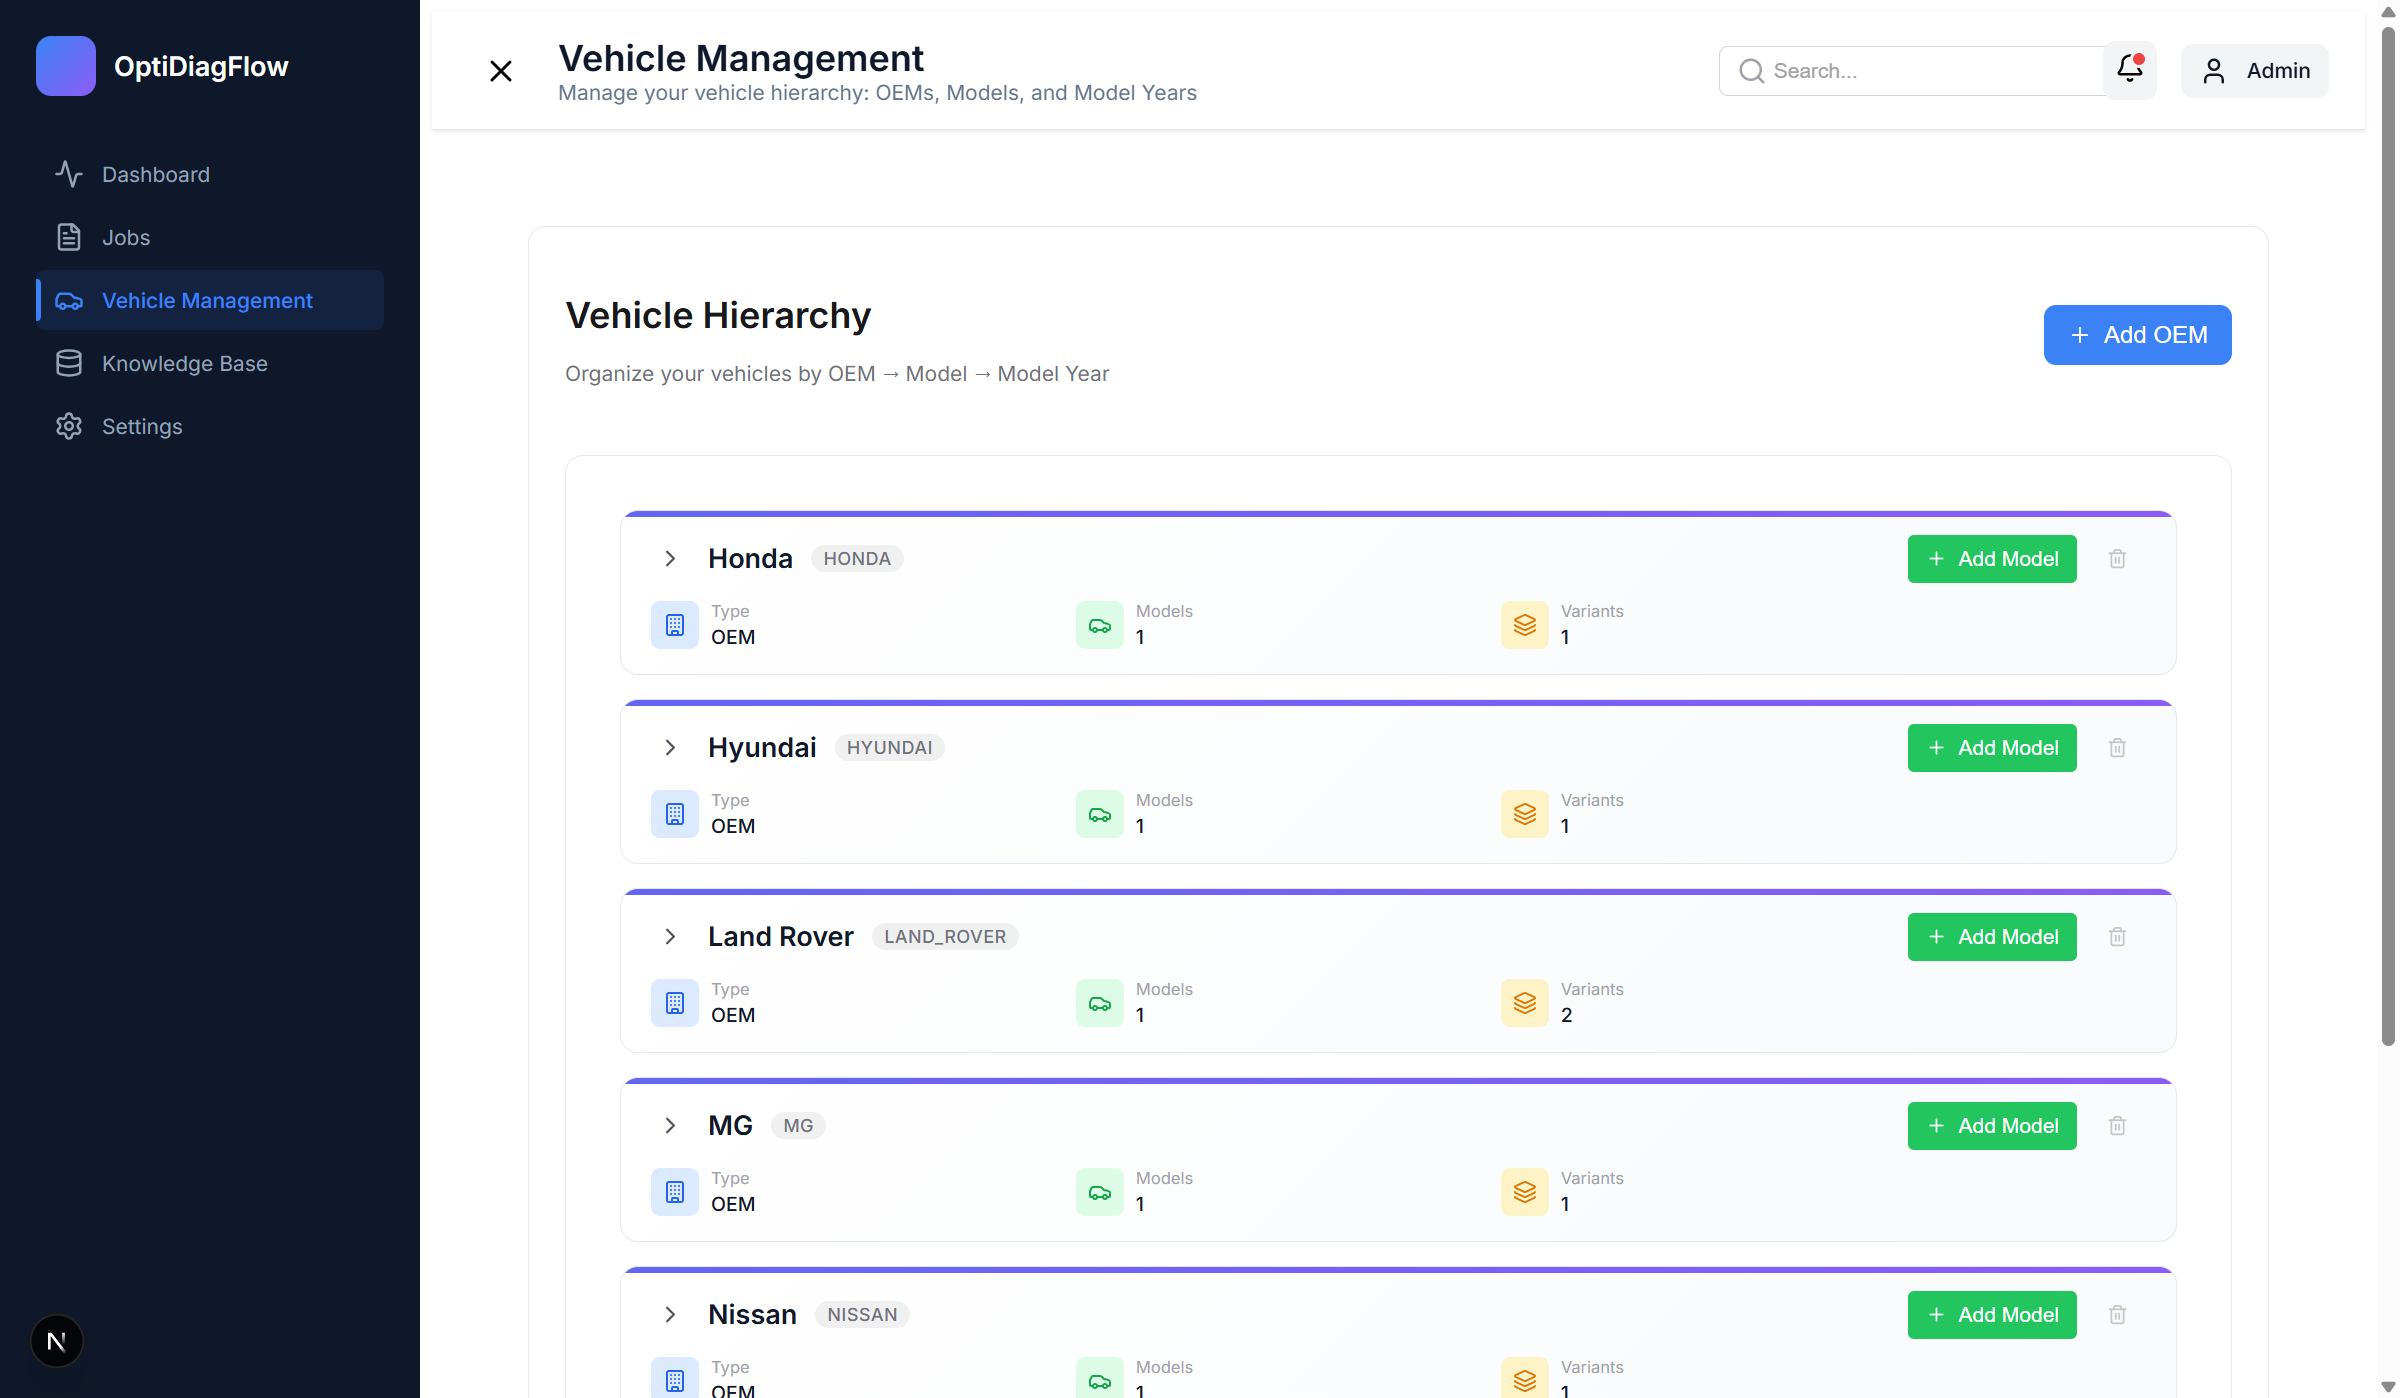 OptiDiagFlow
Dashboard
Jobs
Vehicle Management
Knowledge Base
Settings
N
Vehicle Management
Manage your vehicle hierarchy: OEMs, Models, and Model Years
Search...
Admin
Vehicle Hierarchy
Organize your vehicles by OEM → Model → Model Year
+ Add OEM
Honda HONDA
+ Add Model
Type
OEM
Models
1
Variants
1
Hyundai HYUNDAI
+ Add Model
Type
OEM
Models
1
Variants
1
Land Rover LAND_ROVER
+ Add Model
Type
OEM
Models
1
Variants
2
MG MG
+ Add Model
Type
OEM
Models
1
Variants
1
Nissan NISSAN
+ Add Model
Type
OEM
Models
1
Variants
1